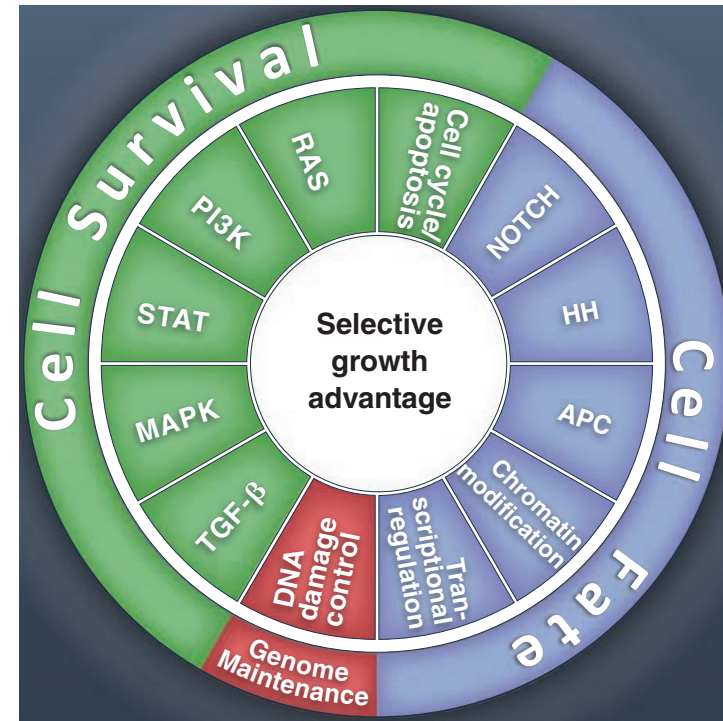 Cell Survival
Cell Fate
Genome
Maintenance
Cell cycle/
apoptosis
NOTCH
HH
APC
Chromatin
modification
Tran-
scriptional
regulation
DNA
damage
control
TGF-β
MAPK
STAT
PI3K
RAS
Selective
growth
advantage